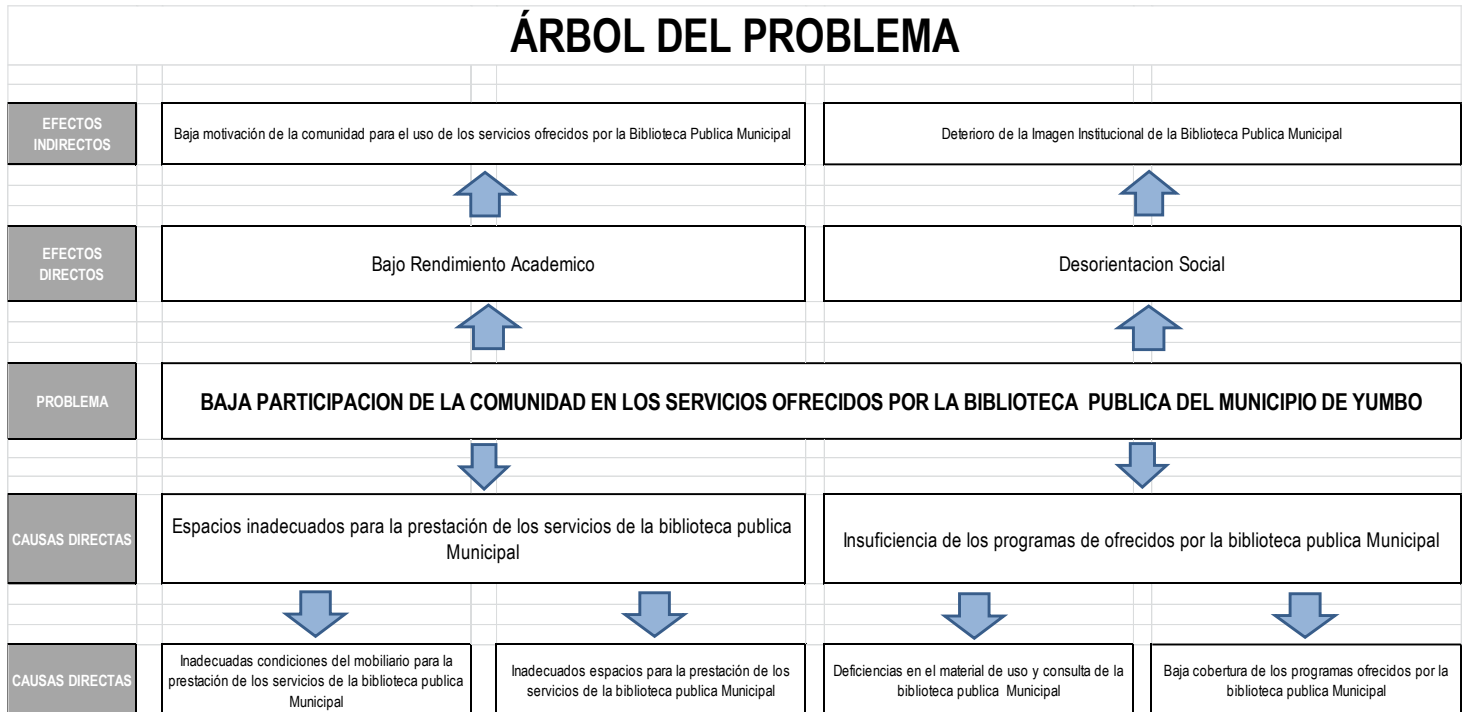 ÁRBOL DEL PROBLEMA
EFECTOS
INDIRECTOS
Baja motivación de la comunidad para el uso de los servicios ofrecidos por la Biblioteca Publica Municipal
Deterioro de la Imagen Institucional de la Biblioteca Publica Municipal
EFECTOS
DIRECTOS
Bajo Rendimiento Academico
Desorientacion Social
PROBLEMA
BAJA PARTICIPACION DE LA COMUNIDAD EN LOS SERVICIOS OFRECIDOS POR LA BIBLIOTECA PUBLICA DEL MUNICIPIO DE YUMBO
CAUSAS DIRECTAS
Espacios inadecuados para la prestación de los servicios de la biblioteca publica
Municipal
Insuficiencia de los programas de ofrecidos por la biblioteca publica Municipal
CAUSAS DIRECTAS
Inadecuadas condiciones del mobiliario para la
prestación de los servicios de la biblioteca publica
Municipal
Inadecuados espacios para la prestación de los
servicios de la biblioteca publica Municipal
Deficiencias en el material de uso y consulta de la
biblioteca publica Municipal
Baja cobertura de los programas ofrecidos por la
biblioteca publica Municipal